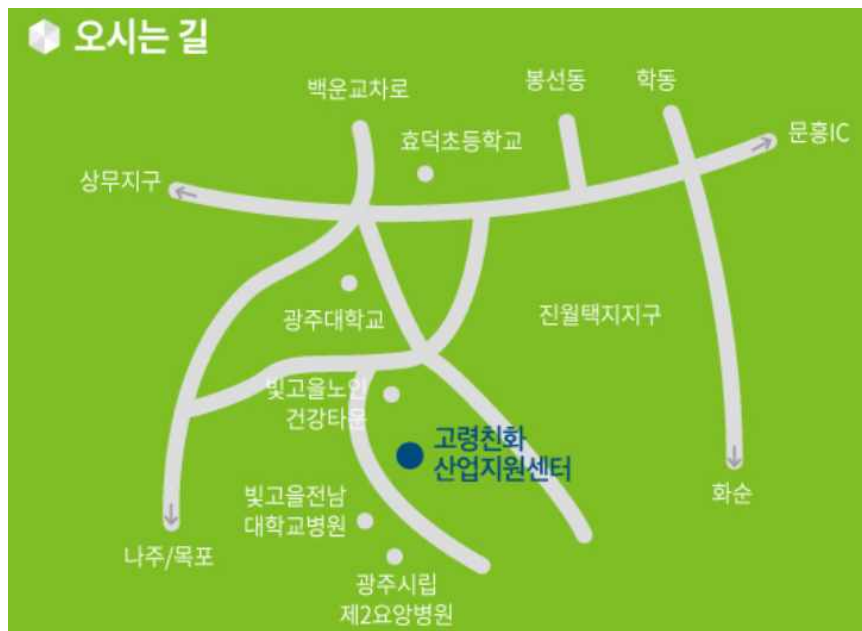 오시는 길
백운교차로
봉선동
학동
효덕초등학교
문흥IC
상무지구
광주대학교
진월택지지구
빛고을노인
건강타운
고령친화
산업지원센터
빛고을전남
대학교병원
화순
나주/목포
광주시립
제2요양병원